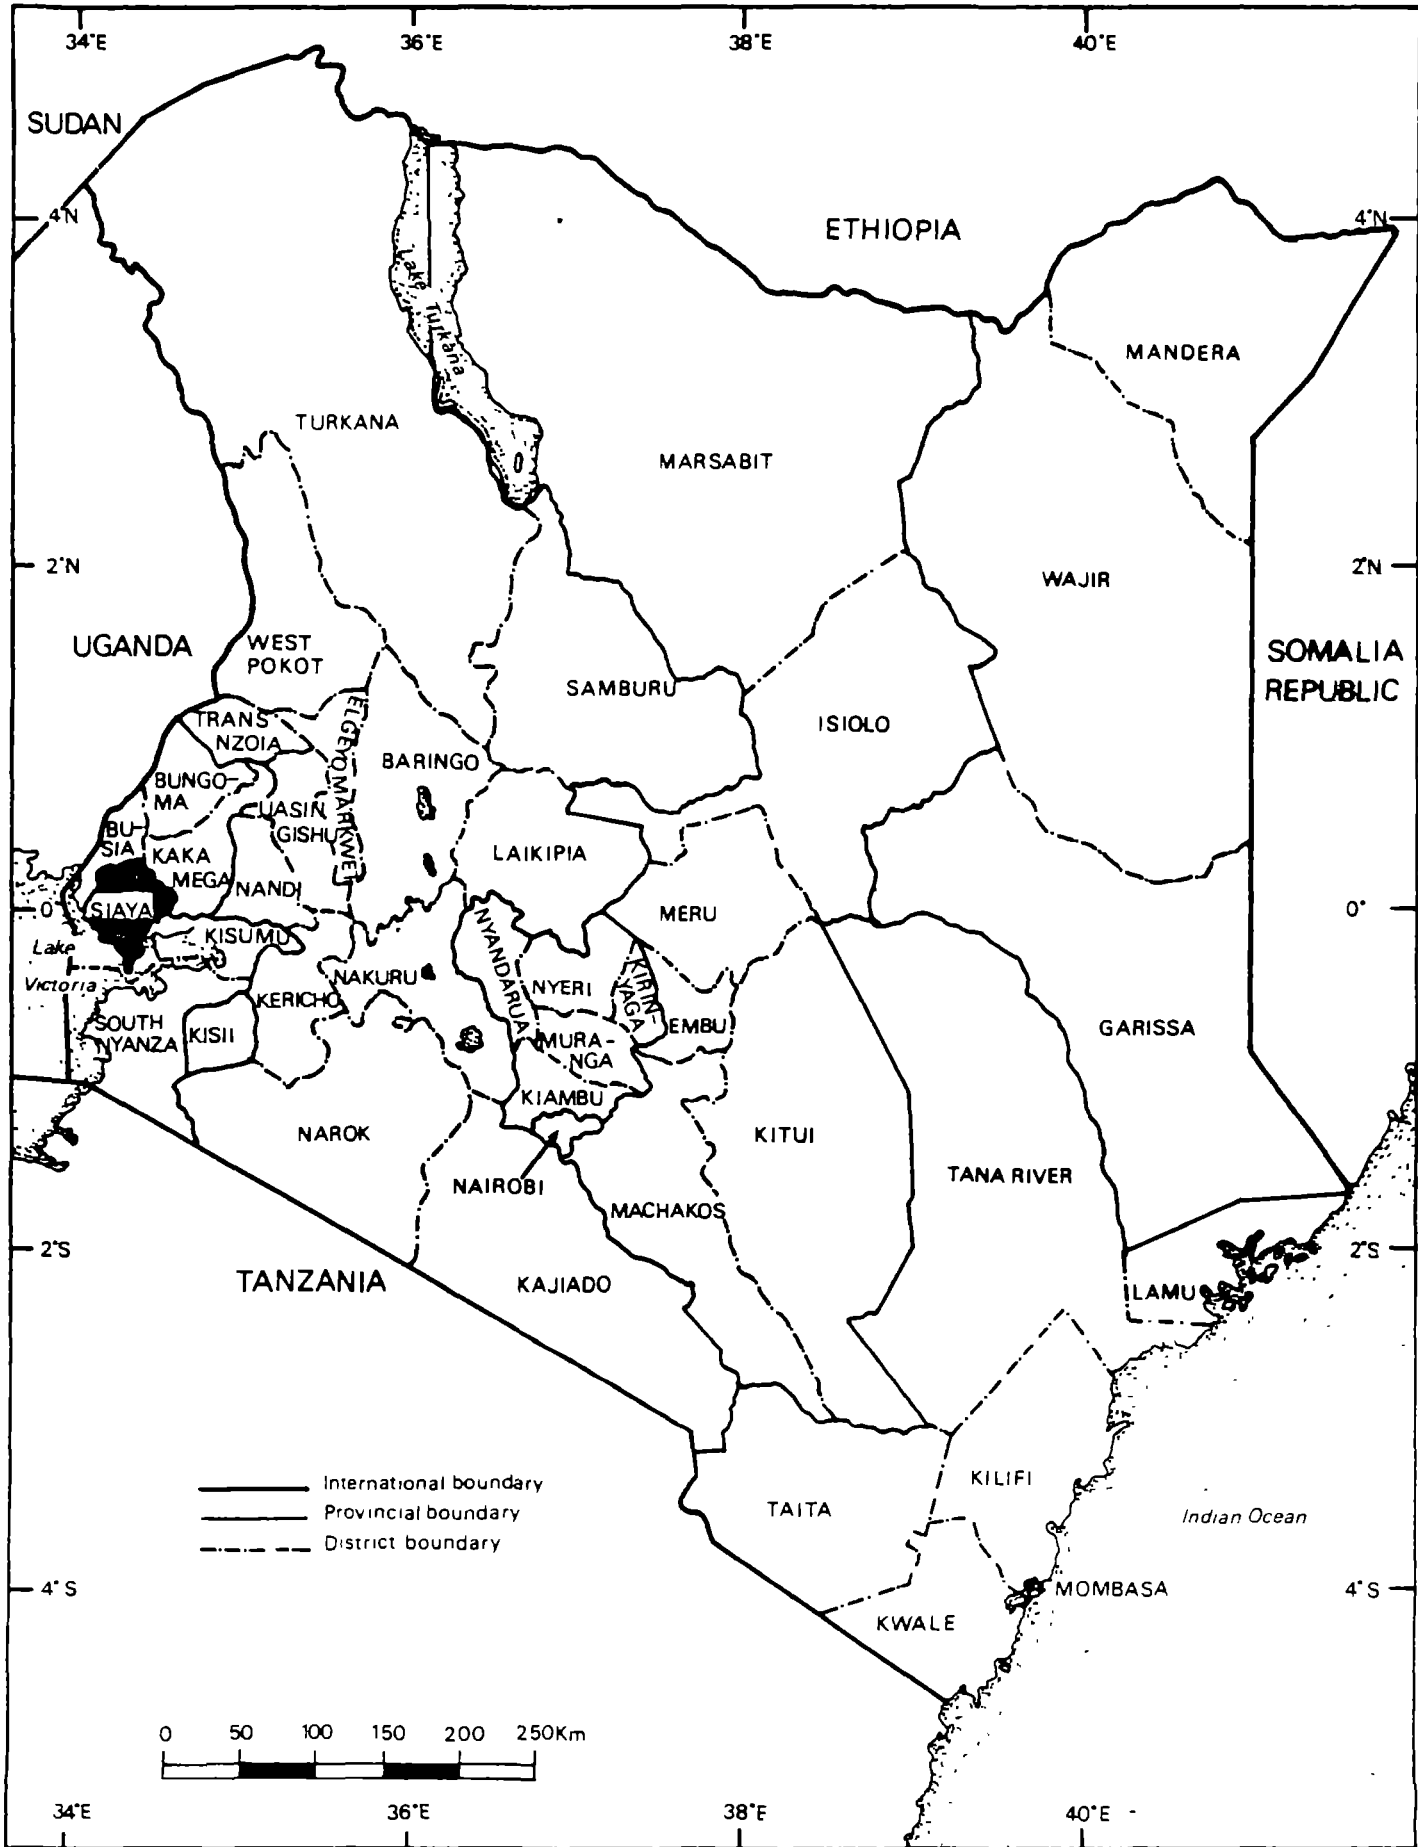 34°E 36°E 38°E 40°E
SUDAN
4°N
ETHIOPIA
4°N
Lake Turkana
MANDERA
TURKANA
MARSABIT
2°N
2°N
WAJIR
UGANDA
WEST
POKOT
SOMALIA
REPUBLIC
SAMBURU
ISIOLO
TRANS
NZOIA
ELGEYO MARKWET
BARINGO
BUNGO-
MA
UASIN
GISHU
BU-
SIA
KAKA
MEGA
LAIKIPIA
NANDI
SIAYA
0°
MERU
0°
KISUMU
Lake
Victoria
NYANDARUA
NAKURU
NYERI
KIRIN-
YAGA
KERICHO
SOUTH
NYANZA
KISII
EMBU
GARISSA
MURA-
NGA
KIAMBU
NAROK
KITUI
NAIROBI
TANA RIVER
MACHAKOS
2°S
2°S
TANZANIA
KAJIADO
LAMU
International boundary
Provincial boundary
District boundary
KILIFI
TAITA
Indian Ocean
4°S
MOMBASA
4°S
KWALE
0 50 100 150 200 250Km
34°E 36°E 38°E 40°E